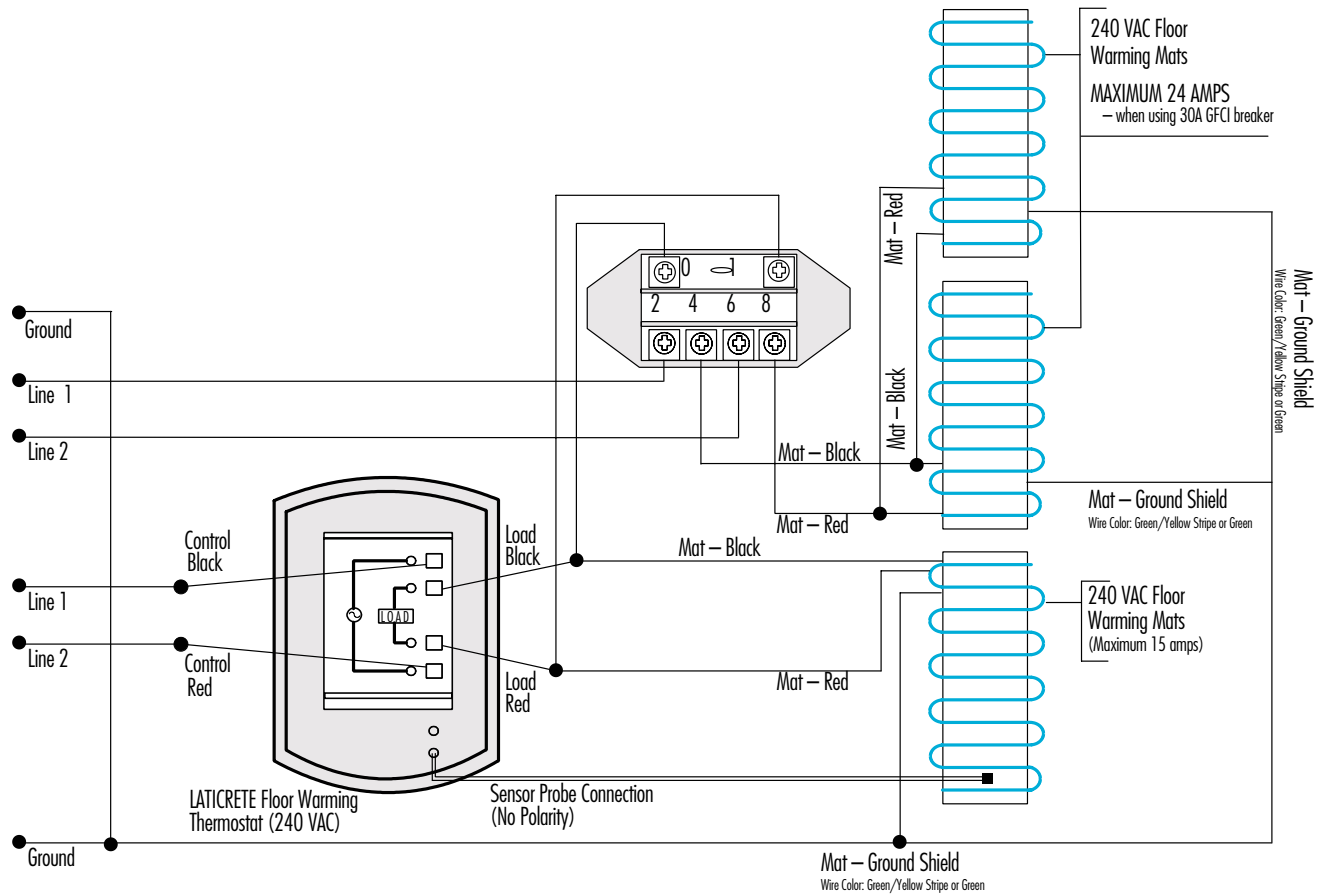 240 VAC Floor
Warming Mats
MAXIMUM 24 AMPS
– when using 30A GFCI breaker
Mat – Red
Mat – Black
0 1
2 4 6 8
Ground
Line 1
Line 2
Mat – Black
Mat – Red
Mat – Ground Shield
Wire Color: Green/Yellow Stripe or Green
Mat – Ground Shield
Wire Color: Green/Yellow Stripe or Green
Control
Black
Load
Black
Mat – Black
Line 1
Line 2
LOAD
Control
Red
Load
Red
Mat – Red
240 VAC Floor
Warming Mats
(Maximum 15 amps)
LATICRETE Floor Warming
Thermostat (240 VAC)
Sensor Probe Connection
(No Polarity)
Ground
Mat – Ground Shield
Wire Color: Green/Yellow Stripe or Green